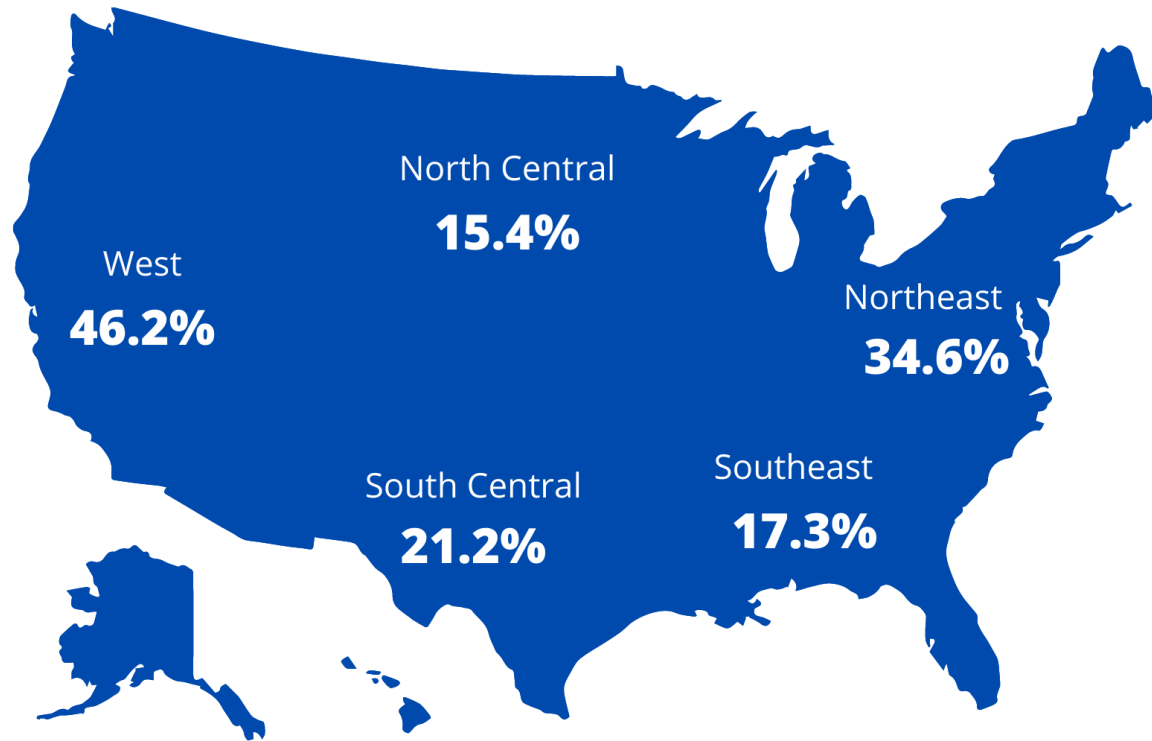 North Central
15.4%
West
46.2%
Northeast
34.6%
South Central
21.2%
Southeast
17.3%